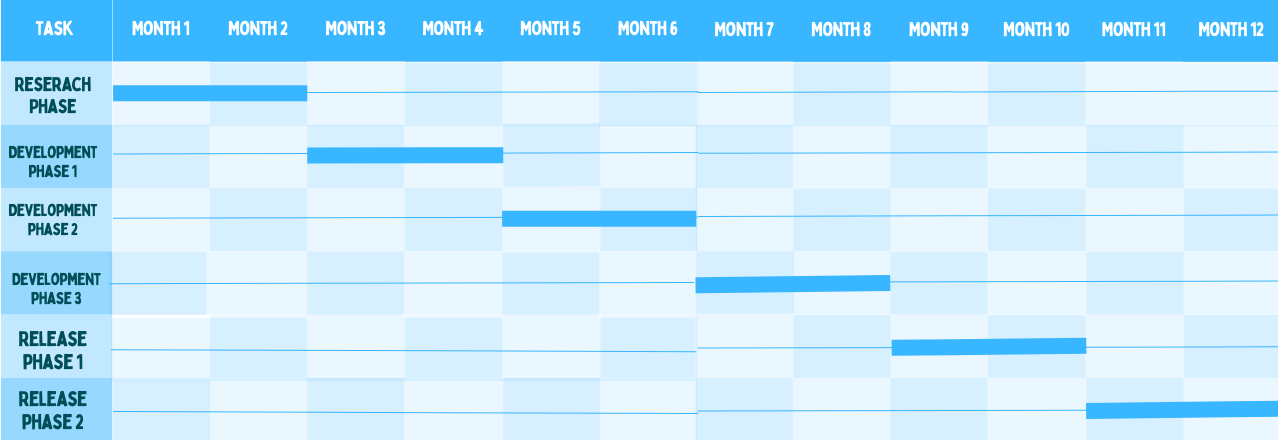 TASK MONTH 1 MONTH 2 MONTH 3 MONTH 4 MONTH 5 MONTH 6 MONTH 7 MONTH 8 MONTH 9 MONTH 10 MONTH 11 MONTH 12
RESERACH
PHASE
DEVELOPMENT
PHASE 1
DEVELOPMENT
PHASE 2
DEVELOPMENT
PHASE 3
RELEASE
PHASE 1
RELEASE
PHASE 2